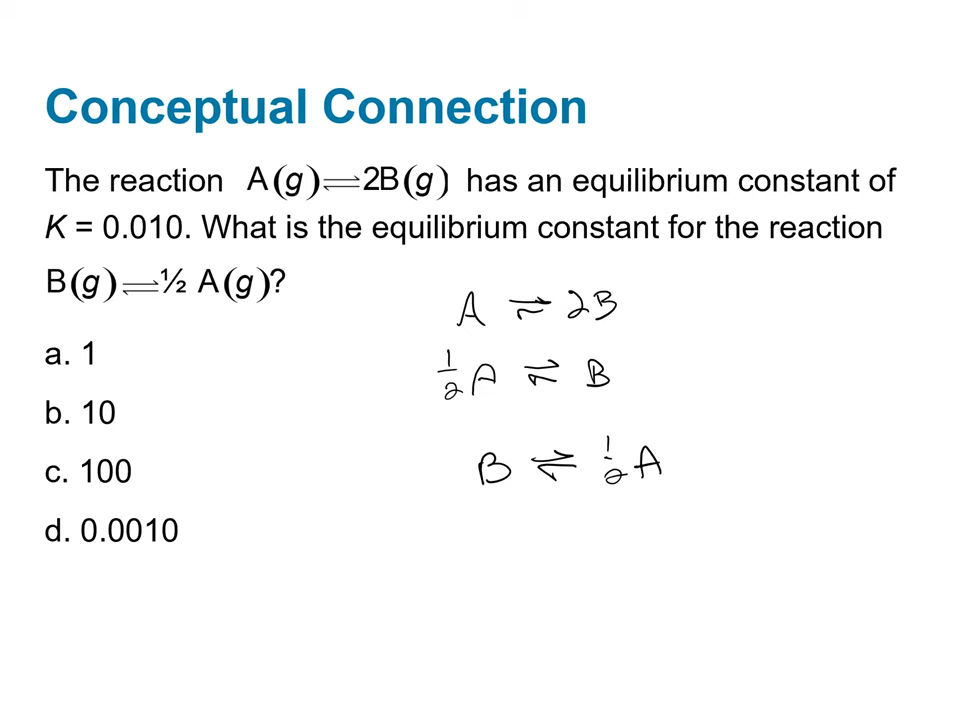 Conceptual Connection
The reaction A(g)⇌2B(g) has an equilibrium constant of
K = 0.010. What is the equilibrium constant for the reaction
B(g)⇌½ A(g)?
A ⇌ 2B
a. 1
½A ⇌ B
b. 10
B ⇌ ½A
c. 100
d. 0.0010